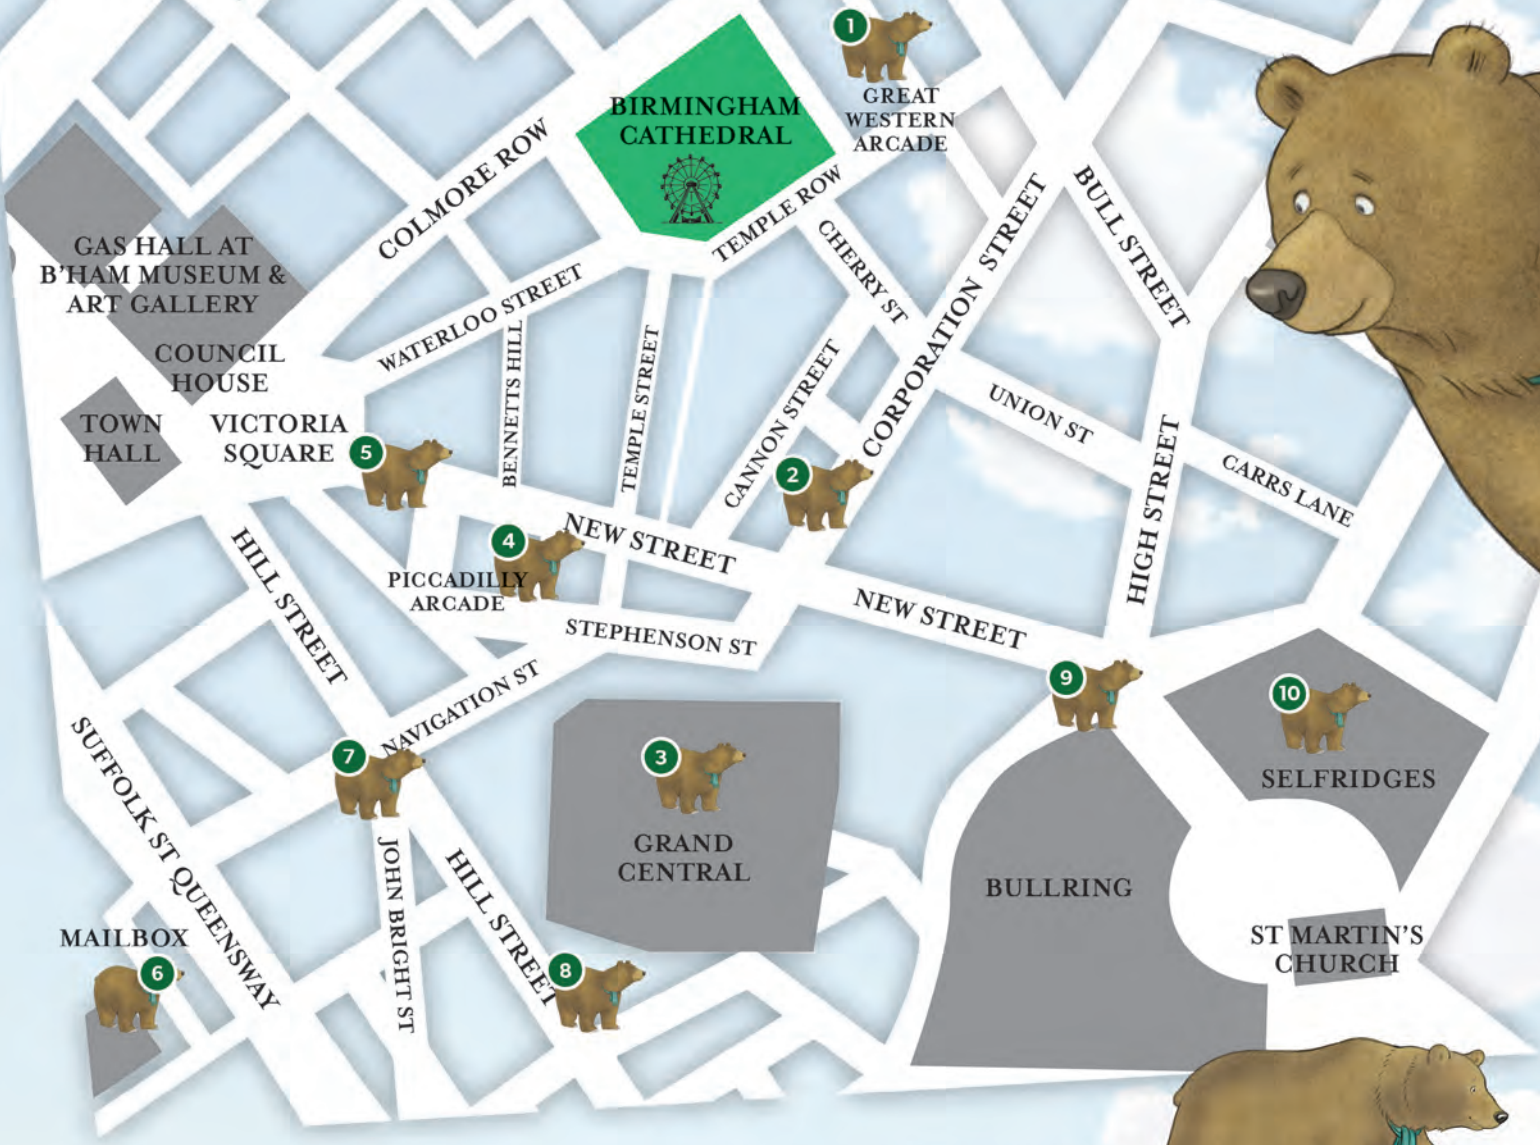 1
GREAT
WESTERN
ARCADE
BIRMINGHAM
CATHEDRAL
COLMORE ROW
TEMPLE ROW
CHERRY ST
CORPORATION STREET
BULL STREET
GAS HALL AT
B'HAM MUSEUM &
ART GALLERY
COUNCIL
HOUSE
TOWN
HALL
VICTORIA
SQUARE
WATERLOO STREET
BENNETTS HILL
TEMPLE STREET
CANNON STREET
UNION ST
HIGH STREET
CARRS LANE
5
2
4
PICCADILLY
ARCADE
NEW STREET
NEW STREET
HILL STREET
STEPHENSON ST
NAVIGATION ST
9
10
SELFRIDGES
7
3
GRAND
CENTRAL
SUFFOLK ST QUEENSWAY
JOHN BRIGHT ST
HILL STREET
BULLRING
MAILBOX
6
8
ST MARTIN'S
CHURCH